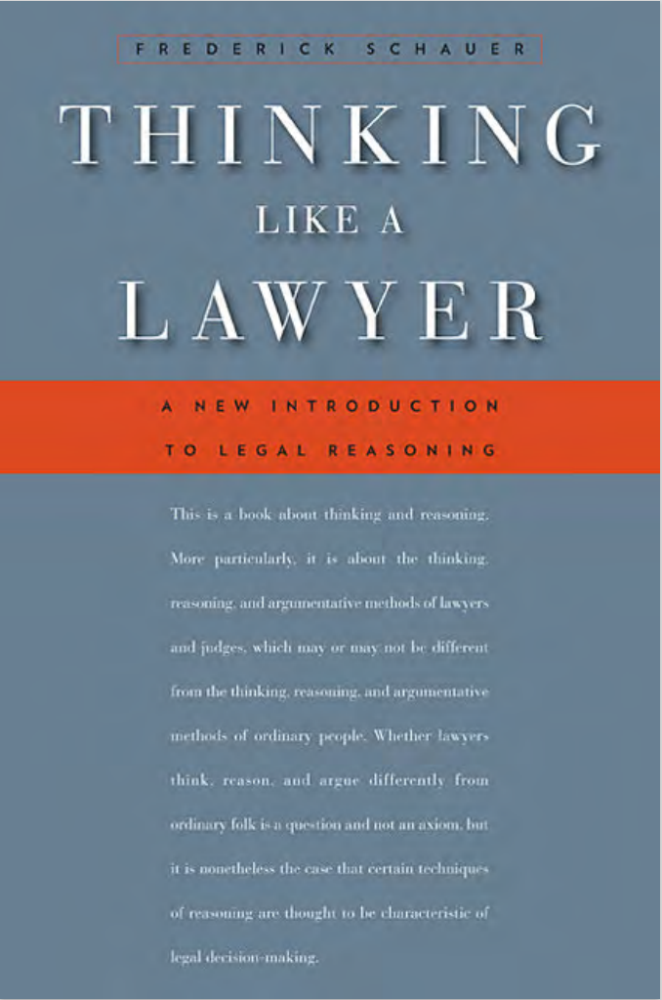 FREDERICK SCHAUER
THINKING
LIKE A
LAWYER
A NEW INTRODUCTION
TO LEGAL REASONING
This is a book about thinking and reasoning.
More particularly, it is about the thinking,
reasoning, and argumentative methods of lawyers
and judges, which may or may not be different
from the thinking, reasoning, and argumentative
methods of ordinary people. Whether lawyers
think, reason, and argue differently from
ordinary folk is a question and not an axiom, but
it is nonetheless the case that certain techniques
of reasoning are thought to be characteristic of
legal decision-making.